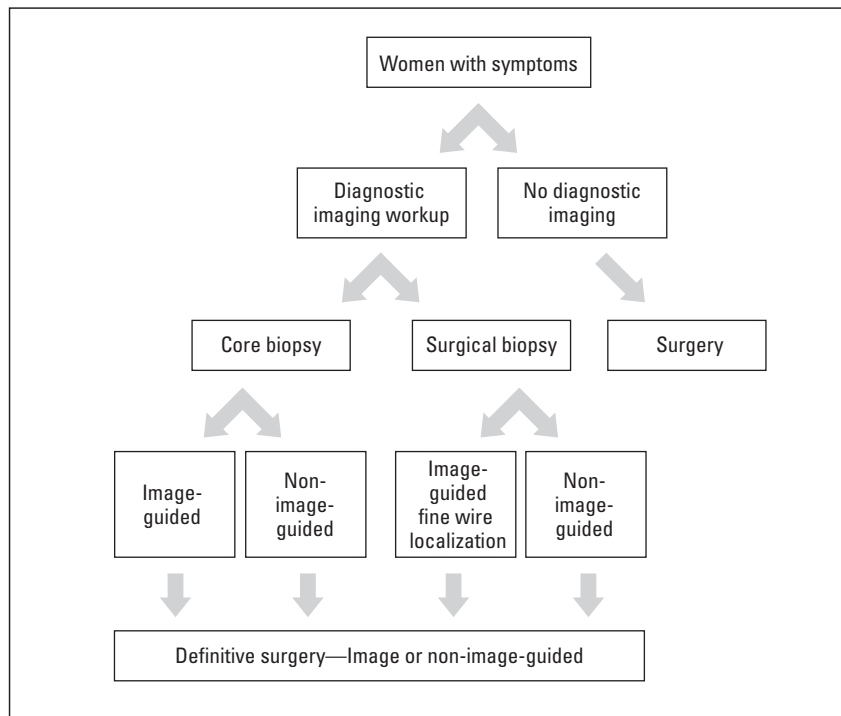 Women with symptoms
Diagnostic
imaging workup
No diagnostic
imaging
Core biopsy
Surgical biopsy
Surgery
Image-
guided
Non-
image-
guided
Image-
guided
fine wire
localization
Non-
image-
guided
Definitive surgery—Image or non-image-guided